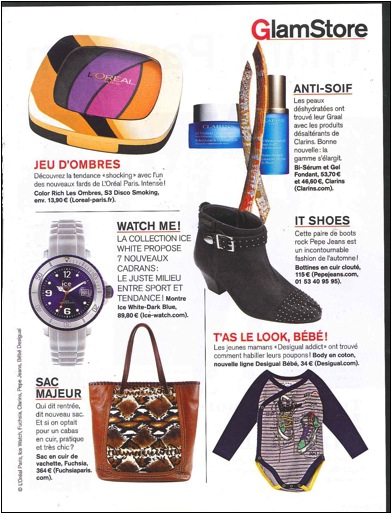 GlamStore
L'ORÉAL
JEU D'OMBRES
Découvrez la tendance «shocking» avec l'un
des nouveaux fards de L'Oréal Paris. Intense!
Color Rich Les Ombres, S3 Disco Smoking,
env. 13,90 € (Loreal-paris.fr).
CLARINS
ANTI-SOIF
Les peaux
déshydratées ont
trouvé leur Graal
avec les produits
désaltérants de
Clarins. Bonne
nouvelle : la
gamme s'élargit.
Bi-Sérum et Gel
Fondant, 53,70 €
et 46,60 €, Clarins
(Clarins.com).
WATCH ME!
LA COLLECTION ICE
WHITE PROPOSE
7 NOUVEAUX
CADRANS :
LE JUSTE MILIEU
ENTRE SPORT ET
TENDANCE! Montre
Ice White-Dark Blue,
89,80 € (Ice-watch.com).
ICE
IT SHOES
Cette paire de boots
rock Pepe Jeans est
un incontournable
fashion de l'automne!
Bottines en cuir clouté,
115 € (Pepejeans.com,
01 53 40 95 95).
T'AS LE LOOK, BÉBÉ!
Les jeunes mamans «Desigual addict» ont trouvé
comment habiller leurs poupons! Body en coton,
nouvelle ligne Desigual Bébé, 34 € (Desigual.com).
SAC
MAJEUR
Qui dit rentrée,
dit nouveau sac.
Et si on optait
pour un cabas
en cuir, pratique
et très chic?
Sac en cuir de
vachette, Fuchsia,
364 € (Fuchsiaparis.
com).
© L'Oréal Paris, Ice Watch, Fuchsia, Clarins, Pepe Jeans, Bébé Desigual